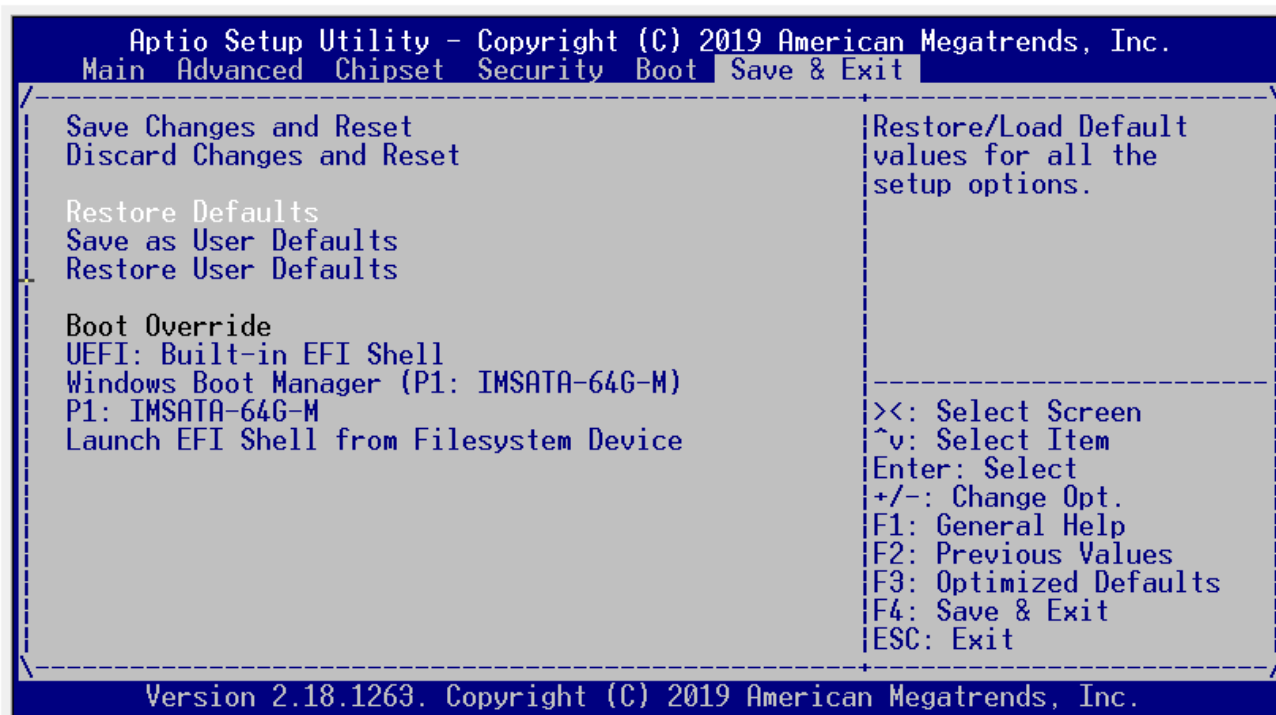 Aptio Setup Utility – Copyright (C) 2019 American Megatrends, Inc.
Main Advanced Chipset Security Boot Save & Exit
Save Changes and Reset
Discard Changes and Reset
Restore Defaults
Save as User Defaults
Restore User Defaults
Boot Override
UEFI: Built-in EFI Shell
Windows Boot Manager (P1: IMSATA-64G-M)
P1: IMSATA-64G-M
Launch EFI Shell from Filesystem Device
Restore/Load Default
values for all the
setup options.
><: Select Screen
^v: Select Item
Enter: Select
+/-: Change Opt.
F1: General Help
F2: Previous Values
F3: Optimized Defaults
F4: Save & Exit
ESC: Exit
Version 2.18.1263. Copyright (C) 2019 American Megatrends, Inc.